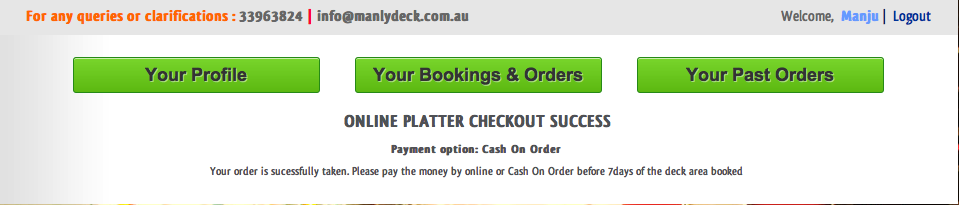 For any queries or clarifications : 33963824 | info@manlydeck.com.au
Welcome, Manju | Logout
Your Profile
Your Bookings & Orders
Your Past Orders
ONLINE PLATTER CHECKOUT SUCCESS
Payment option: Cash On Order
Your order is sucessfully taken. Please pay the money by online or Cash On Order before 7days of the deck area booked